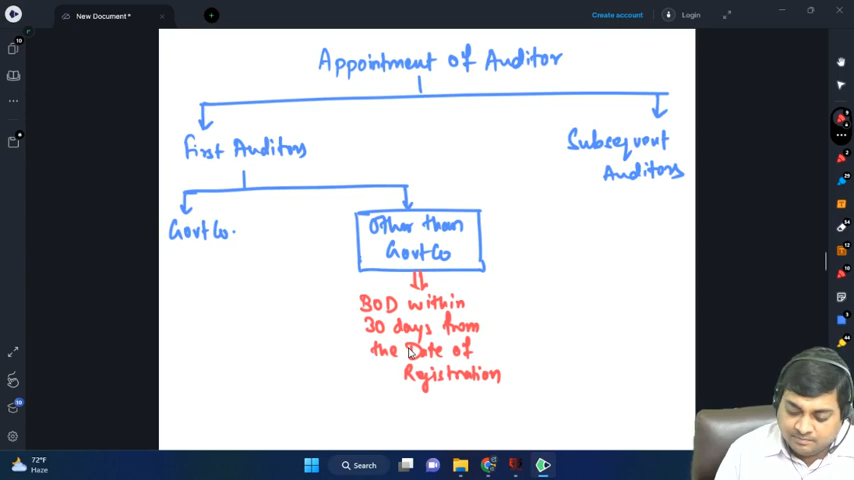 New Document*
Create account
Login
Appointment of Auditor
First Auditors
Subsequent
Auditors
Govt Co.
Other than
Govt Co
BOD within
30 days from
the Date of
Registration
72°F
Haze
Search